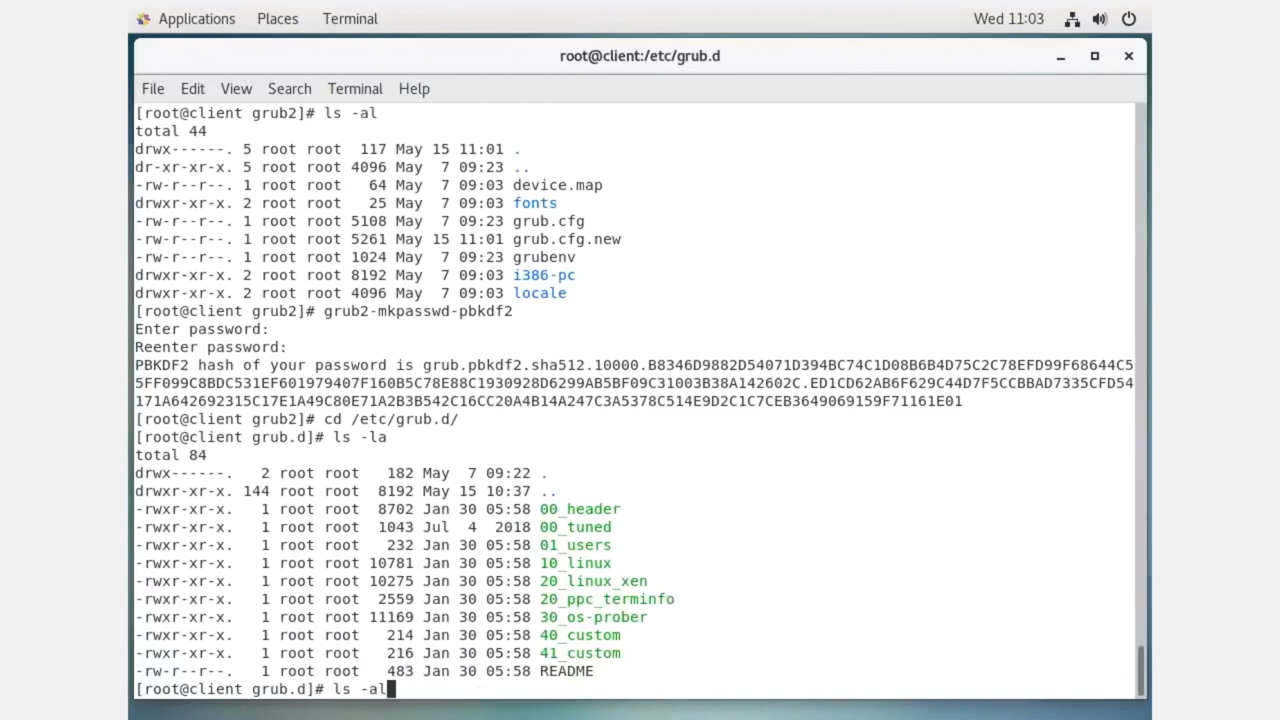 Applications Places Terminal Wed 11:03
root@client:/etc/grub.d
File Edit View Search Terminal Help
[root@client grub2]# ls -al
total 44
drwx------. 5 root root  117 May 15 11:01 .
dr-xr-xr-x. 5 root root 4096 May  7 09:23 ..
-rw-r--r--. 1 root root   64 May  7 09:03 device.map
drwxr-xr-x. 2 root root   25 May  7 09:03 fonts
-rw-r--r--. 1 root root 5108 May  7 09:23 grub.cfg
-rw-r--r--. 1 root root 5261 May 15 11:01 grub.cfg.new
-rw-r--r--. 1 root root 1024 May  7 09:23 grubenv
drwxr-xr-x. 2 root root 8192 May  7 09:03 i386-pc
drwxr-xr-x. 2 root root 4096 May  7 09:03 locale
[root@client grub2]# grub2-mkpasswd-pbkdf2
Enter password:
Reenter password:
PBKDF2 hash of your password is grub.pbkdf2.sha512.10000.B8346D9882D54071D394BC74C1D08B6B4D75C2C78EFD99F68644C5
5FF099C8BDC531EF601979407F160B5C78E88C1930928D6299AB5BF09C31003B38A142602C.ED1CD62AB6F629C44D7F5CCBBAD7335CFD54
171A642692315C17E1A49C80E71A2B3B542C16CC20A4B14A247C3A5378C514E9D2C1C7CEB3649069159F71161E01
[root@client grub2]# cd /etc/grub.d/
[root@client grub.d]# ls -la
total 84
drwx------.   2 root root   182 May  7 09:22 .
drwxr-xr-x. 144 root root  8192 May 15 10:37 ..
-rwxr-xr-x.   1 root root  8702 Jan 30 05:58 00_header
-rwxr-xr-x.   1 root root  1043 Jul  4  2018 00_tuned
-rwxr-xr-x.   1 root root   232 Jan 30 05:58 01_users
-rwxr-xr-x.   1 root root 10781 Jan 30 05:58 10_linux
-rwxr-xr-x.   1 root root 10275 Jan 30 05:58 20_linux_xen
-rwxr-xr-x.   1 root root  2559 Jan 30 05:58 20_ppc_terminfo
-rwxr-xr-x.   1 root root 11169 Jan 30 05:58 30_os-prober
-rwxr-xr-x.   1 root root   214 Jan 30 05:58 40_custom
-rwxr-xr-x.   1 root root   216 Jan 30 05:58 41_custom
-rw-r--r--.   1 root root   483 Jan 30 05:58 README
[root@client grub.d]# ls -al